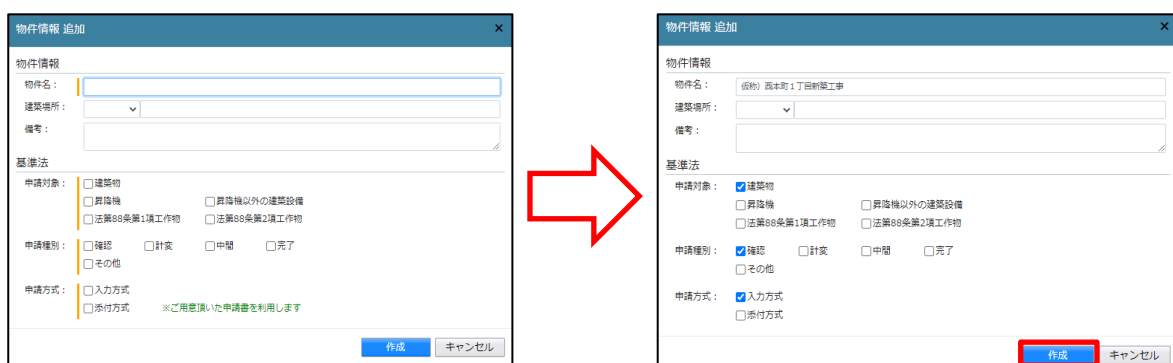 物件情報 追加 ×
物件情報
物件名：
建築場所：
備考：
基準法
申請対象： 建築物
昇降機 昇降機以外の建築設備
法第88条第1項工作物 法第88条第2項工作物
申請種別： 確認 計変 中間 完了
その他
申請方式： 入力方式
添付方式 ※ご用意頂いた申請書を利用します
作成 キャンセル
物件情報 追加 ×
物件情報
物件名： 仮称）西本町１丁目新築工事
建築場所：
備考：
基準法
申請対象： 建築物
昇降機 昇降機以外の建築設備
法第88条第1項工作物 法第88条第2項工作物
申請種別： 確認 計変 中間 完了
その他
申請方式： 入力方式
添付方式
作成 キャンセル